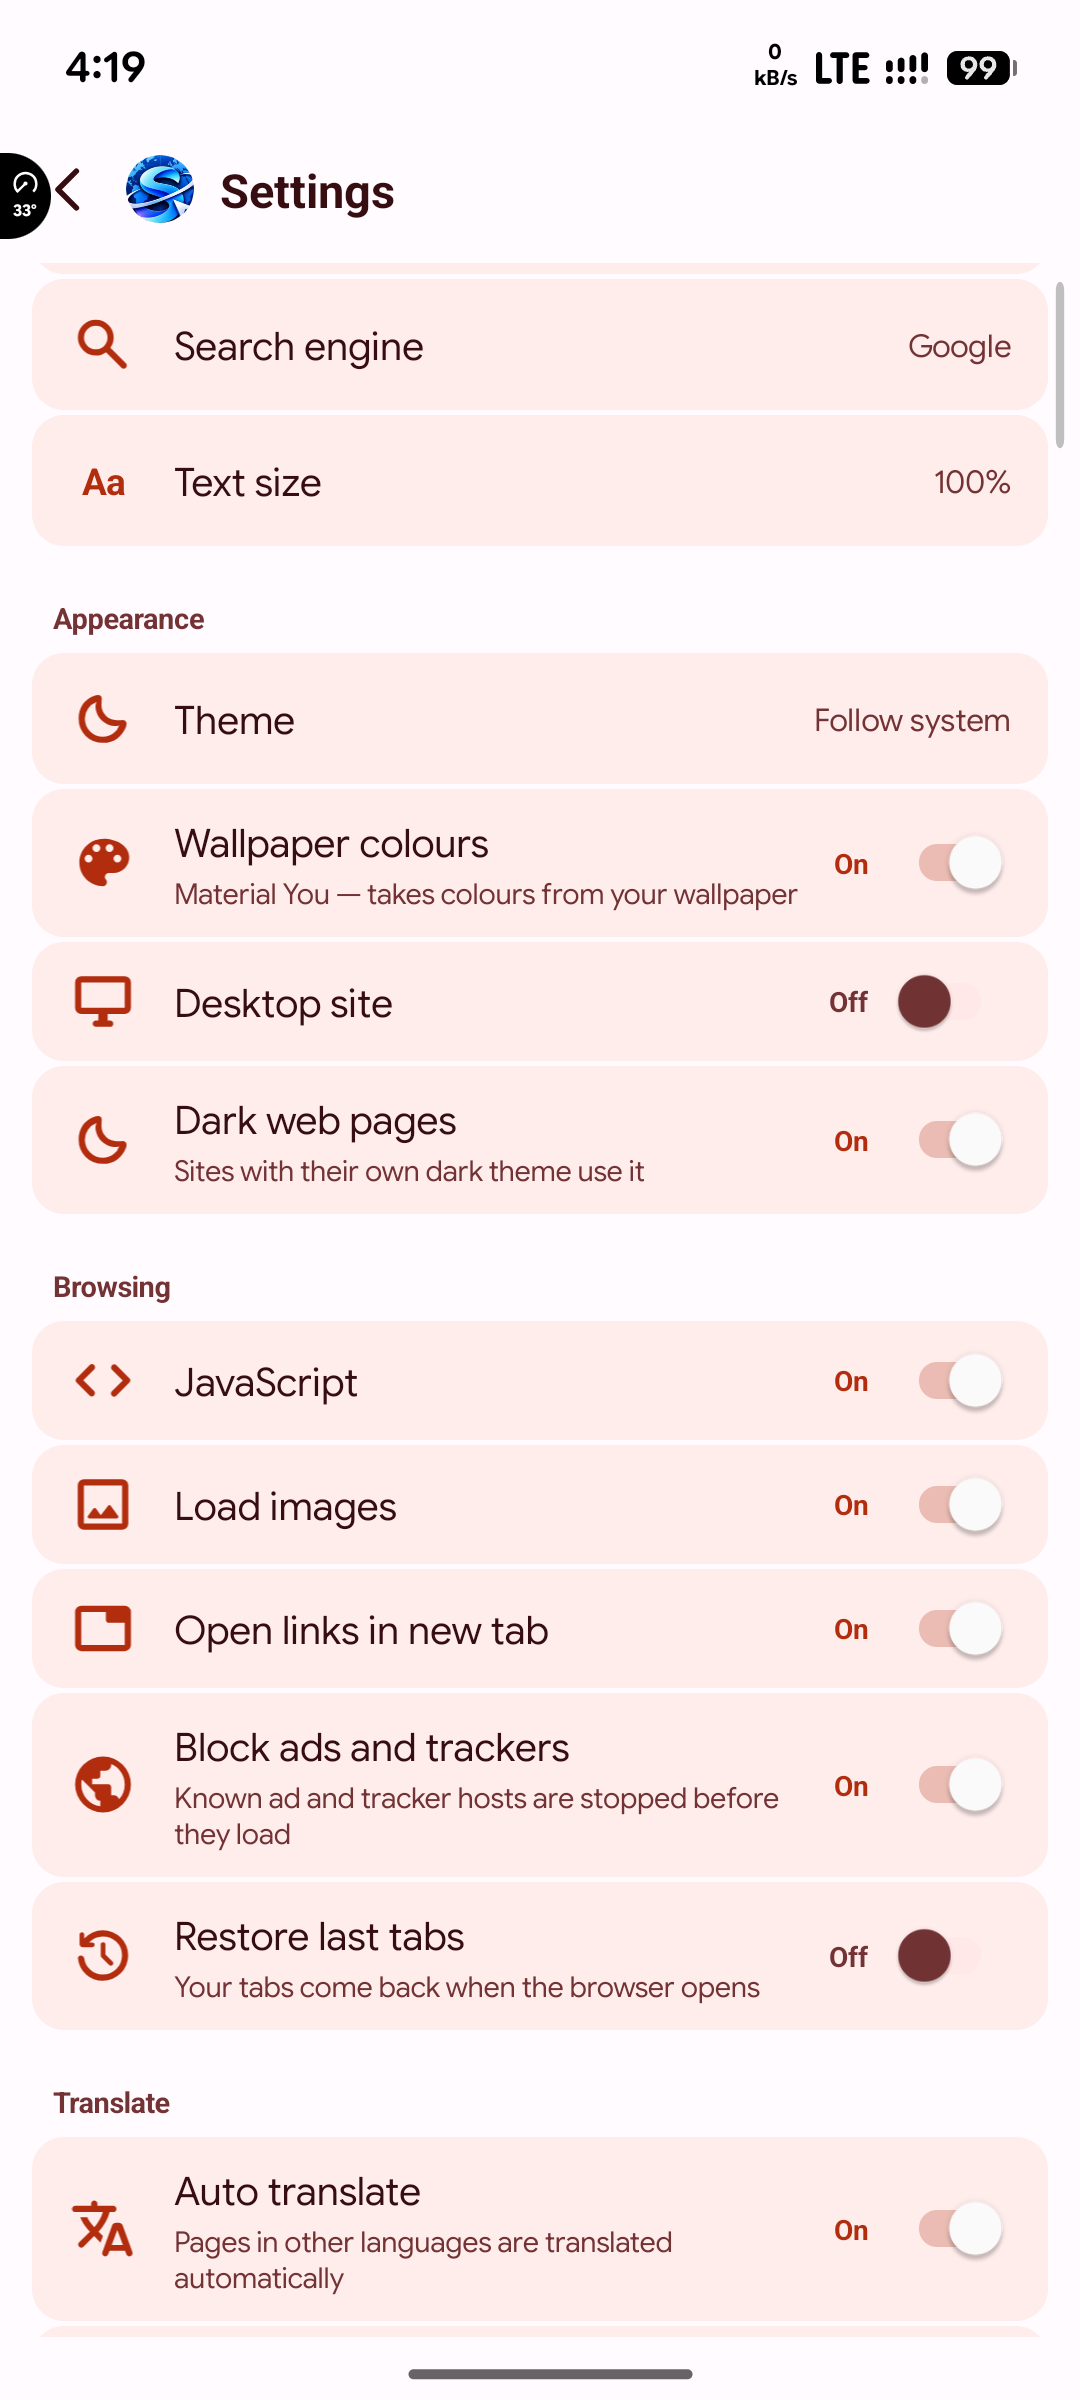 4:19
0
kB/s
LTE
99
33°
Settings
Search engine
Google
Aa
Text size
100%
Appearance
Theme
Follow system
Wallpaper colours
Material You — takes colours from your wallpaper
On
Desktop site
Off
Dark web pages
Sites with their own dark theme use it
On
Browsing
JavaScript
On
Load images
On
Open links in new tab
On
Block ads and trackers
Known ad and tracker hosts are stopped before
they load
On
Restore last tabs
Your tabs come back when the browser opens
Off
Translate
Auto translate
Pages in other languages are translated
automatically
On